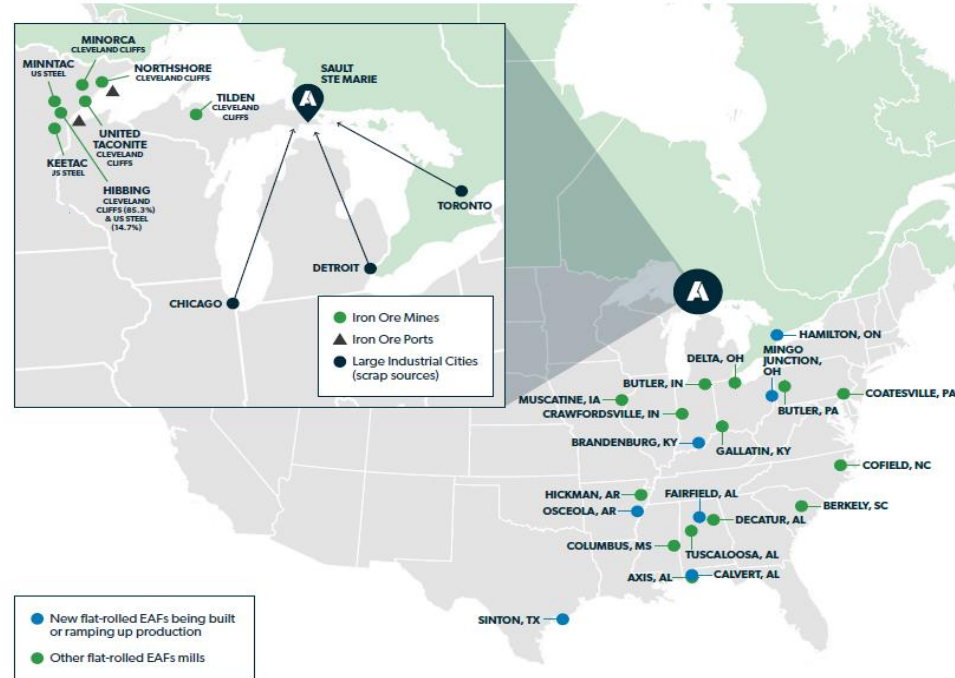 MINORCA
CLEVELAND CLIFFS
MINNTAC
US STEEL
NORTHSHORE
CLEVELAND CLIFFS
SAULT
STE MARIE
TILDEN
CLEVELAND
CLIFFS
UNITED
TACONITE
CLEVELAND
CLIFFS
KEETAC
JS STEEL
HIBBING
CLEVELAND
CLIFFS (85.3%)
& US STEEL
(14.7%)
TORONTO
DETROIT
CHICAGO
Iron Ore Mines
Iron Ore Ports
Large Industrial Cities
(scrap sources)
HAMILTON, ON
MINGO
JUNCTION,
OH
DELTA, OH
BUTLER, IN
COATESVILLE, PA
MUSCATINE, IA
BUTLER, PA
CRAWFORDSVILLE, IN
BRANDENBURG, KY
GALLATIN, KY
COFIELD, NC
HICKMAN, AR
FAIRFIELD, AL
OSCEOLA, AR
BERKELY, SC
DECATUR, AL
COLUMBUS, MS
TUSCALOOSA, AL
AXIS, AL
CALVERT, AL
SINTON, TX
New flat-rolled EAFs being built
or ramping up production
Other flat-rolled EAFs mills